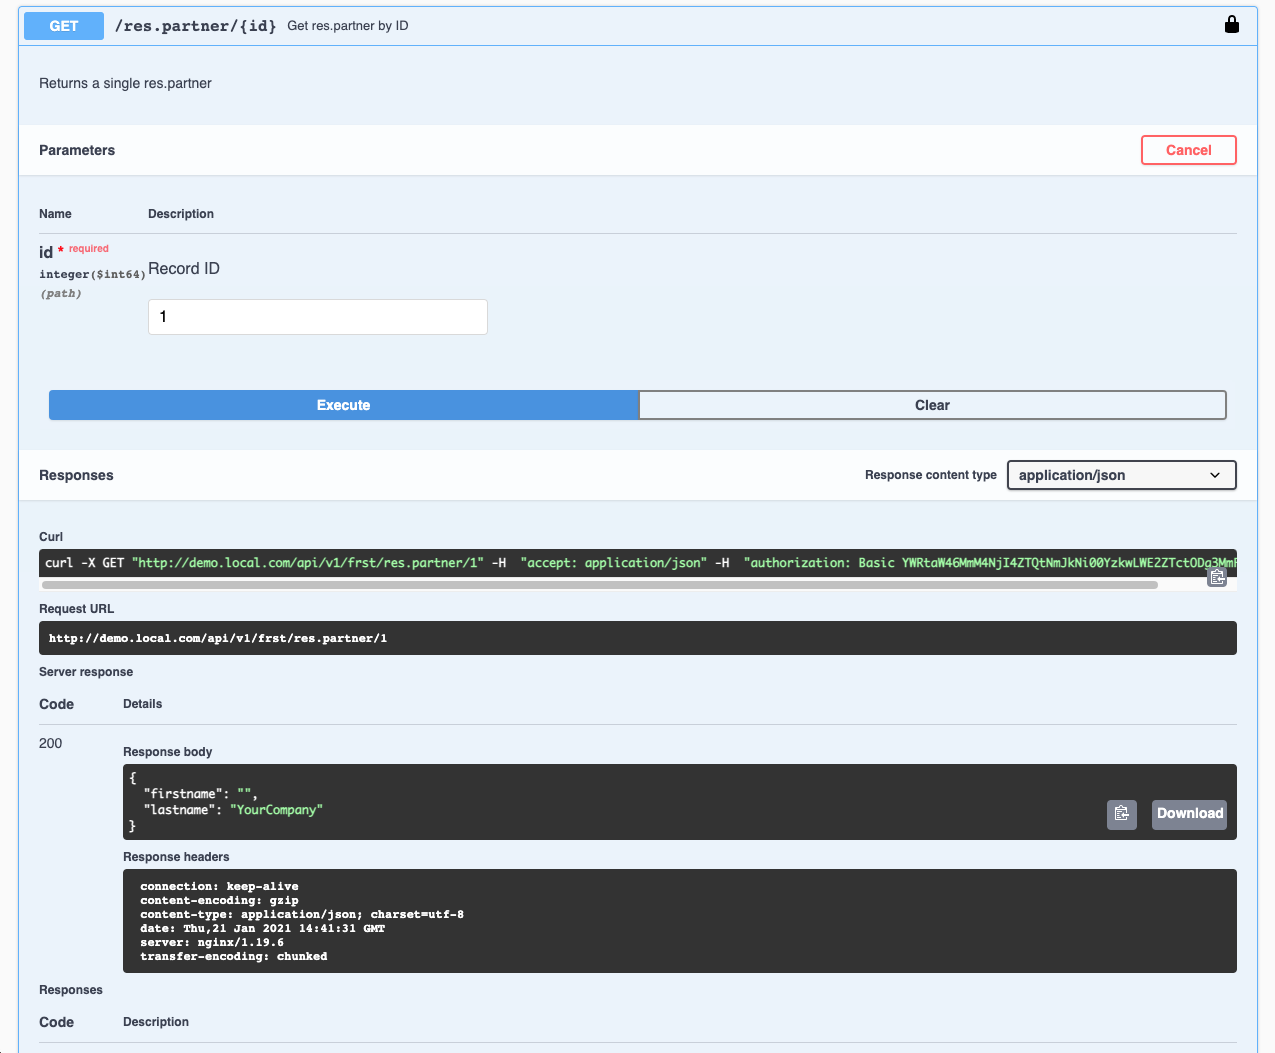 GET /res.partner/{id} Get res.partner by ID
Returns a single res.partner
Parameters
Cancel
Name Description
id * required
integer($int64)
(path)
Record ID
1
Execute Clear
Responses Response content type application/json
Curl
curl -X GET "http://demo.local.com/api/v1/frst/res.partner/1" -H  "accept: application/json" -H  "authorization: Basic
Request URL
http://demo.local.com/api/v1/frst/res.partner/1
Server response
Code Details
200
Response body
{
"firstname": "",
"lastname": "YourCompany"
}
Download
Response headers
connection: keep-alive
content-encoding: gzip
content-type: application/json; charset=utf-8
date: Thu,21 Jan 2021 14:41:31 GMT
server: nginx/1.19.6
transfer-encoding: chunked
Responses
Code Description